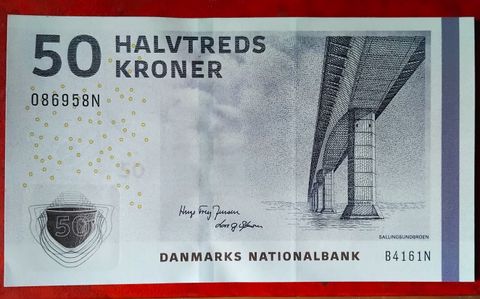 50 HALVTREDS
KRONER
086958N
50
SALLINGSUNDBROEN
DANMARKS NATIONALBANK
B4161N